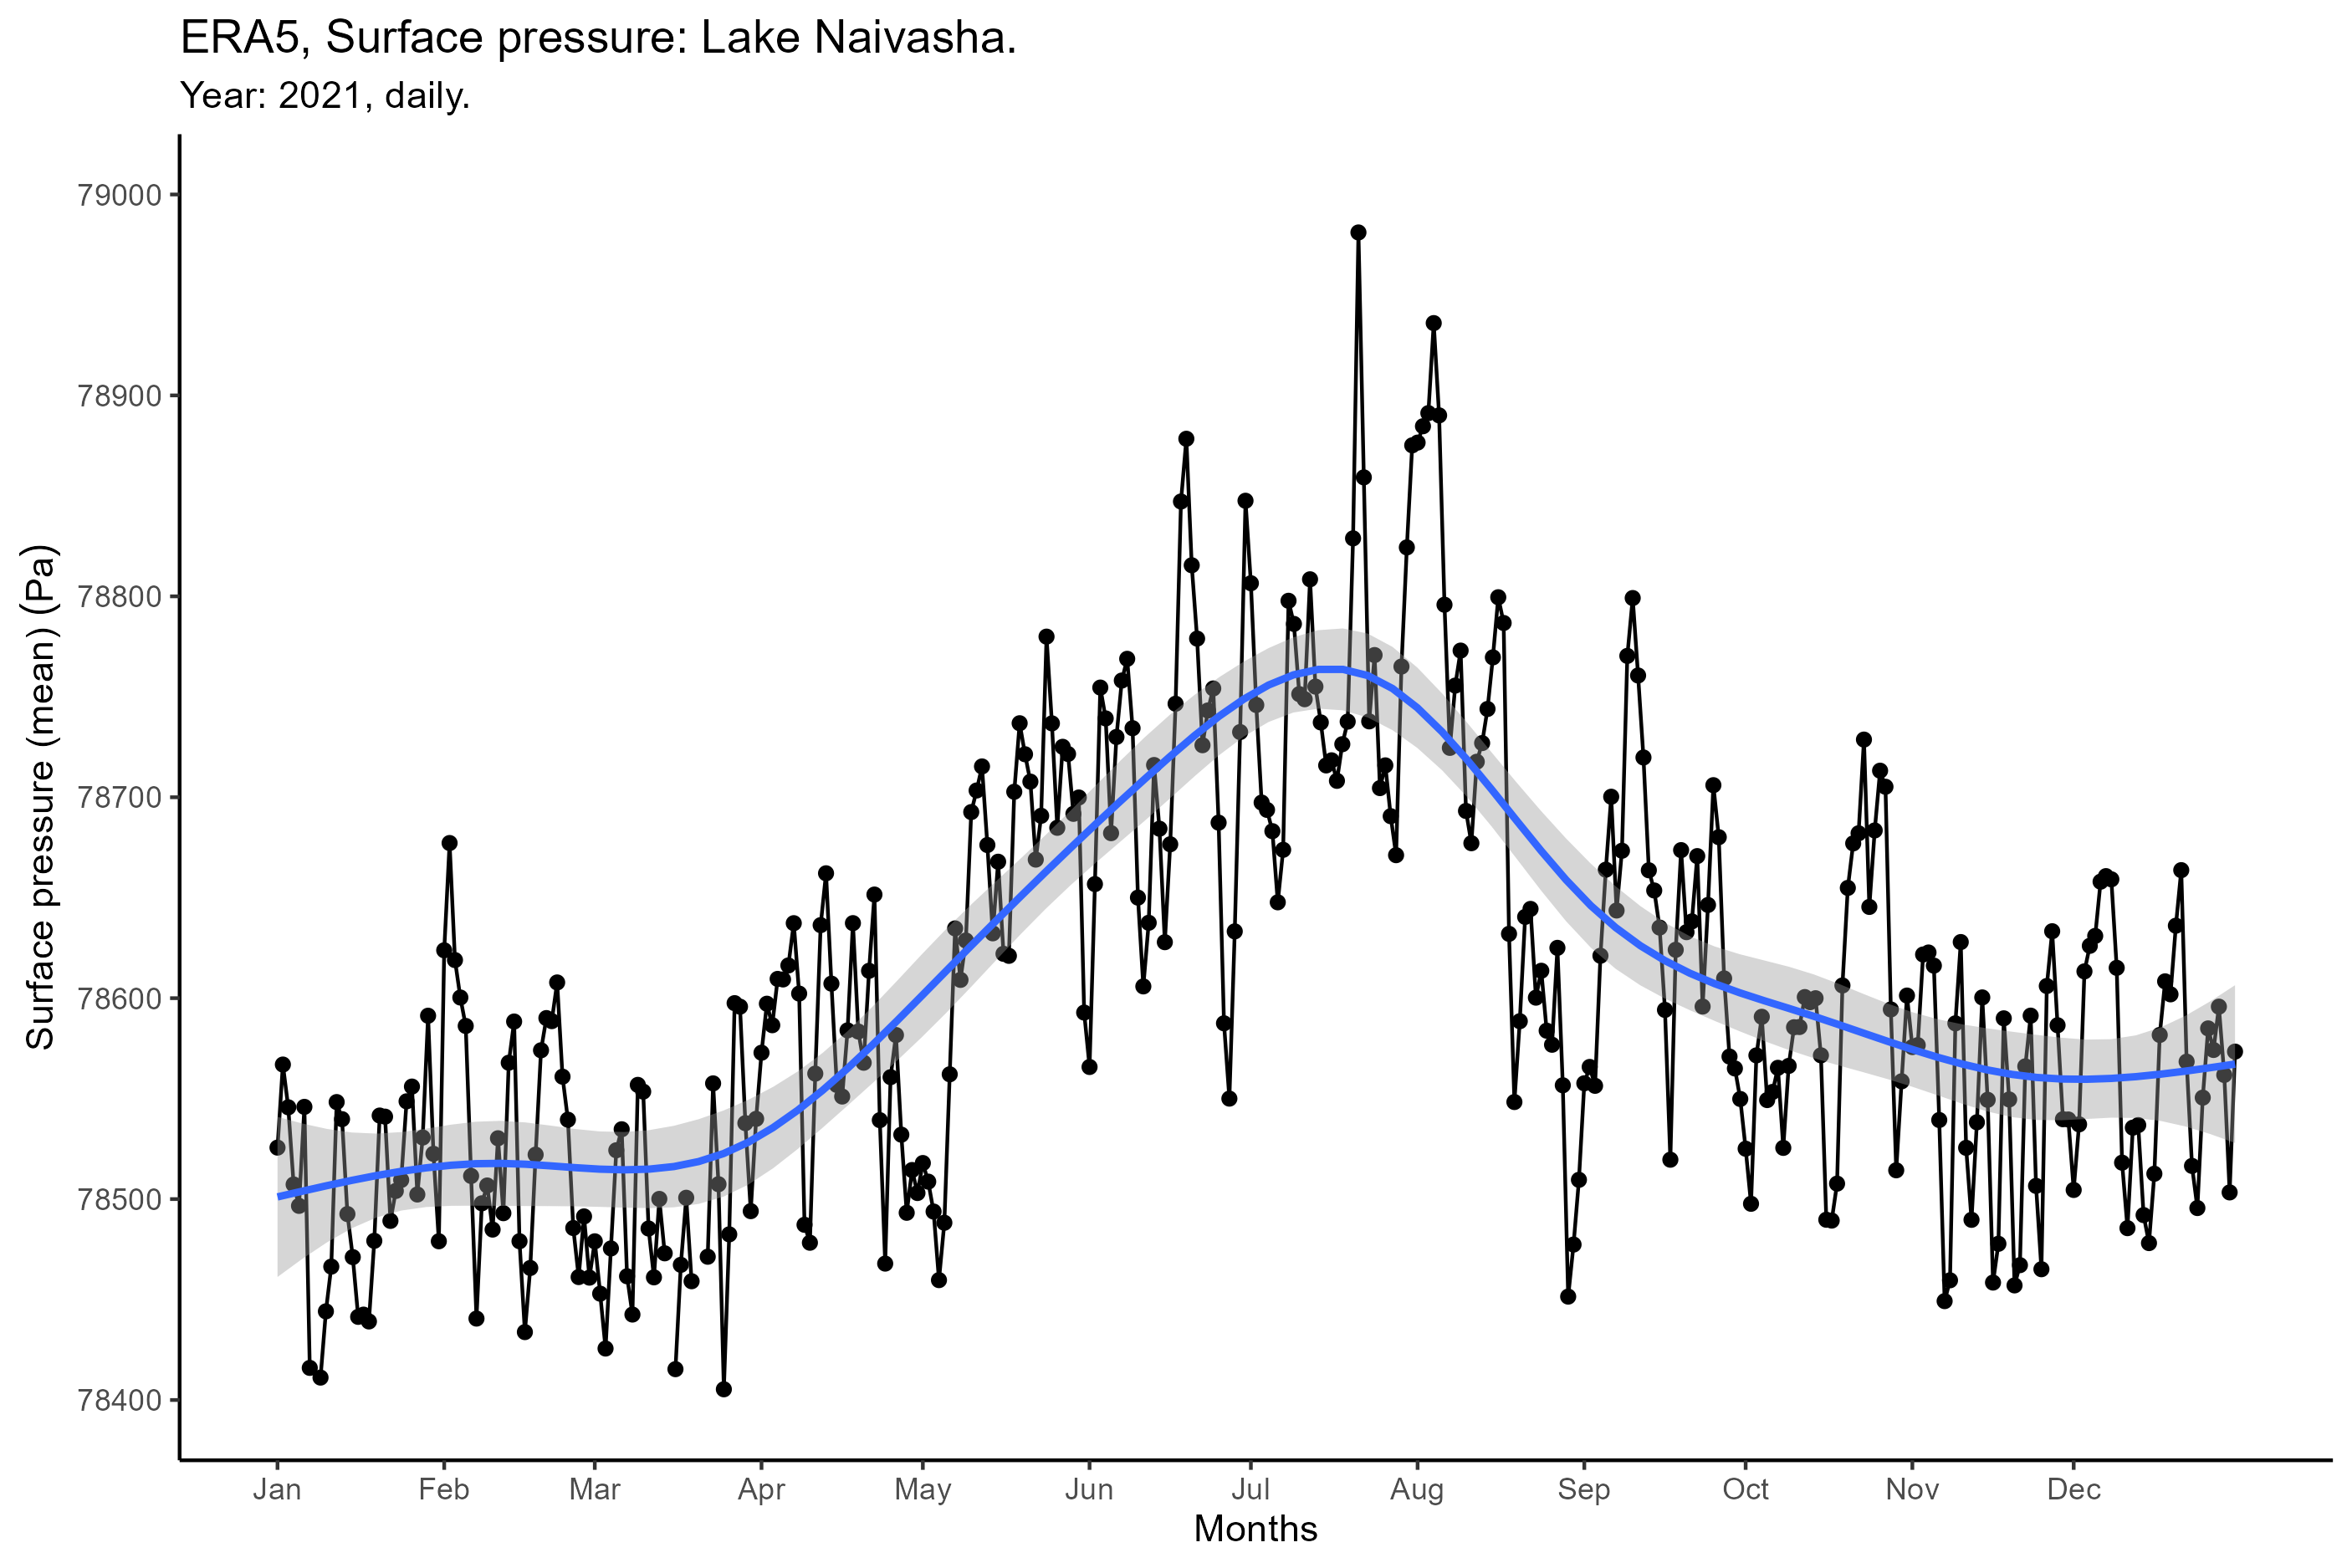 ERA5, Surface pressure: Lake Naivasha.
Year: 2021, daily.
Surface pressure (mean) (Pa)
79000
78900
78800
78700
78600
78500
78400
Jan Feb Mar Apr May Jun Jul Aug Sep Oct Nov Dec
Months